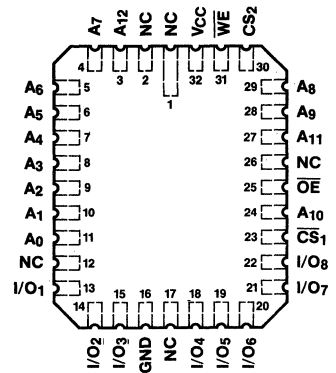 A7 A12 NC NC VCC W̅E̅ CS2
4 3 2 1 32 31 30
A6 5 29 A8
A5 6 28 A9
A4 7 27 A11
A3 8 26 NC
A2 9 25 O̅E̅
A1 10 24 A10
A0 11 23 C̅S̅1
NC 12 22 I/O8
I/O1 13 21 I/O7
14 15 16 17 18 19 20
I/O2 I/O3 GND NC I/O4 I/O5 I/O6